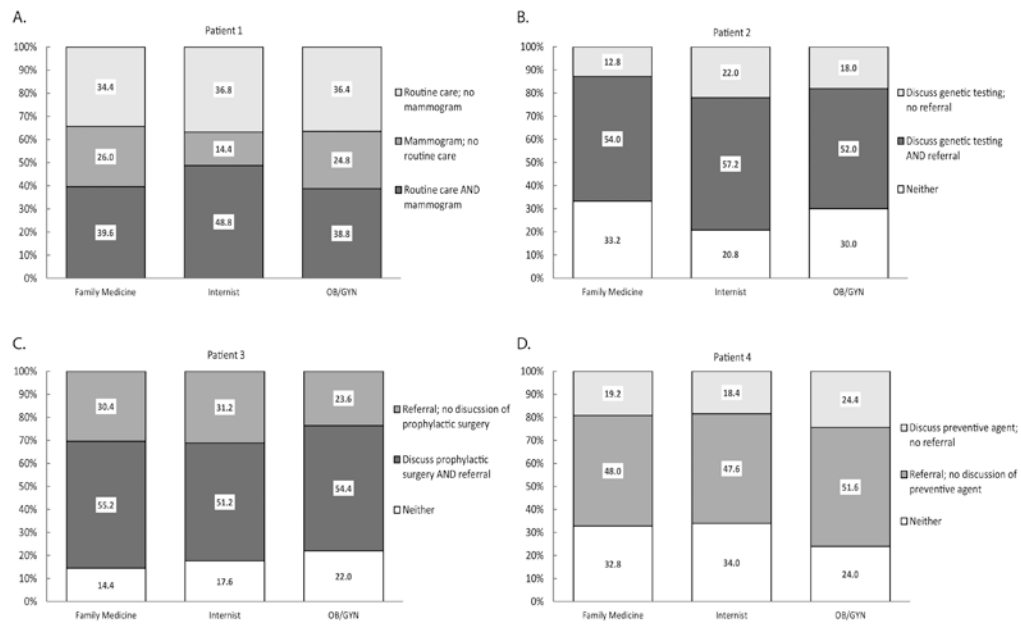 A.
Patient 1
100%
90%
80%
70%
60%
50%
40%
30%
20%
10%
0%
34.4
36.8
36.4
26.0
14.4
24.8
39.6
48.8
38.8
Family Medicine
Internist
OB/GYN
Routine care; no
mammogram
Mammogram; no
routine care
Routine care AND
mammogram
B.
Patient 2
100%
90%
80%
70%
60%
50%
40%
30%
20%
10%
0%
12.8
22.0
18.0
54.0
57.2
52.0
33.2
20.8
30.0
Family Medicine
Internist
OB/GYN
Discuss genetic testing;
no referral
Discuss genetic testing
AND referral
Neither
C.
Patient 3
100%
90%
80%
70%
60%
50%
40%
30%
20%
10%
0%
30.4
31.2
23.6
55.2
51.2
54.4
14.4
17.6
22.0
Family Medicine
Internist
OB/GYN
Referral; no disucssion of
prophylactic surgery
Discuss prophylactic
surgery AND referral
Neither
D.
Patient 4
100%
90%
80%
70%
60%
50%
40%
30%
20%
10%
0%
19.2
18.4
24.4
48.0
47.6
51.6
32.8
34.0
24.0
Family Medicine
Internist
OB/GYN
Discuss preventive agent;
no referral
Referral; no discussion of
preventive agent
Neither